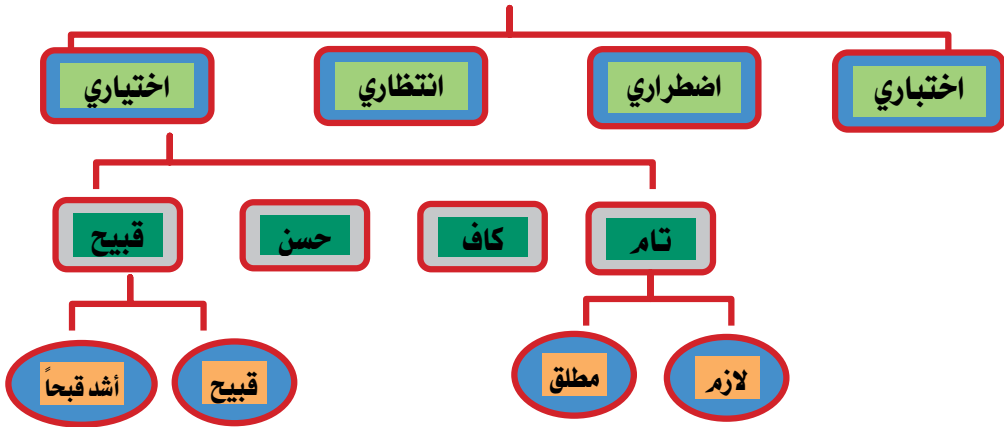 اختباري
اضطراري
انتظاري
اختياري
تام
كاف
حسن
قبيح
لازم
مطلق
قبيح
أشد قبحاً